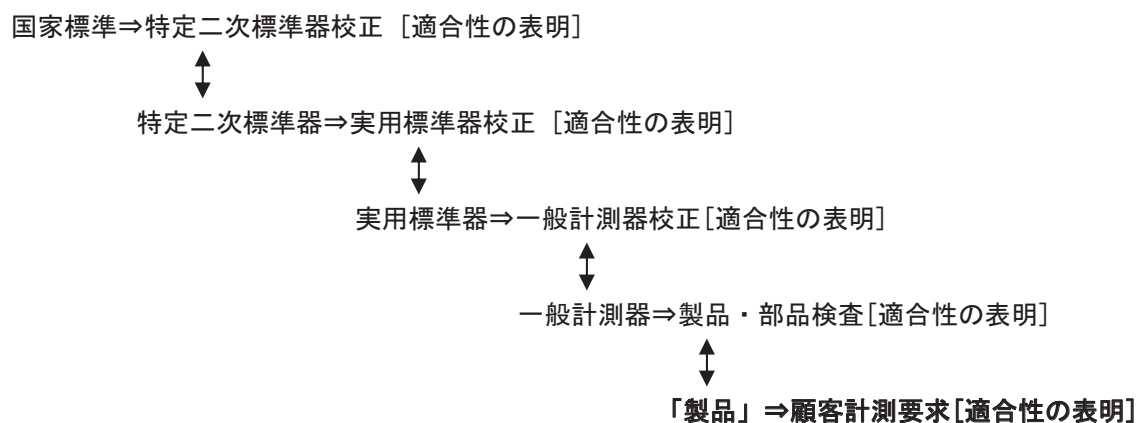 国家標準⇒特定二次標準器校正 [適合性の表明]
特定二次標準器⇒実用標準器校正 [適合性の表明]
実用標準器⇒一般計測器校正[適合性の表明]
一般計測器⇒製品・部品検査[適合性の表明]
「製品」⇒顧客計測要求[適合性の表明]